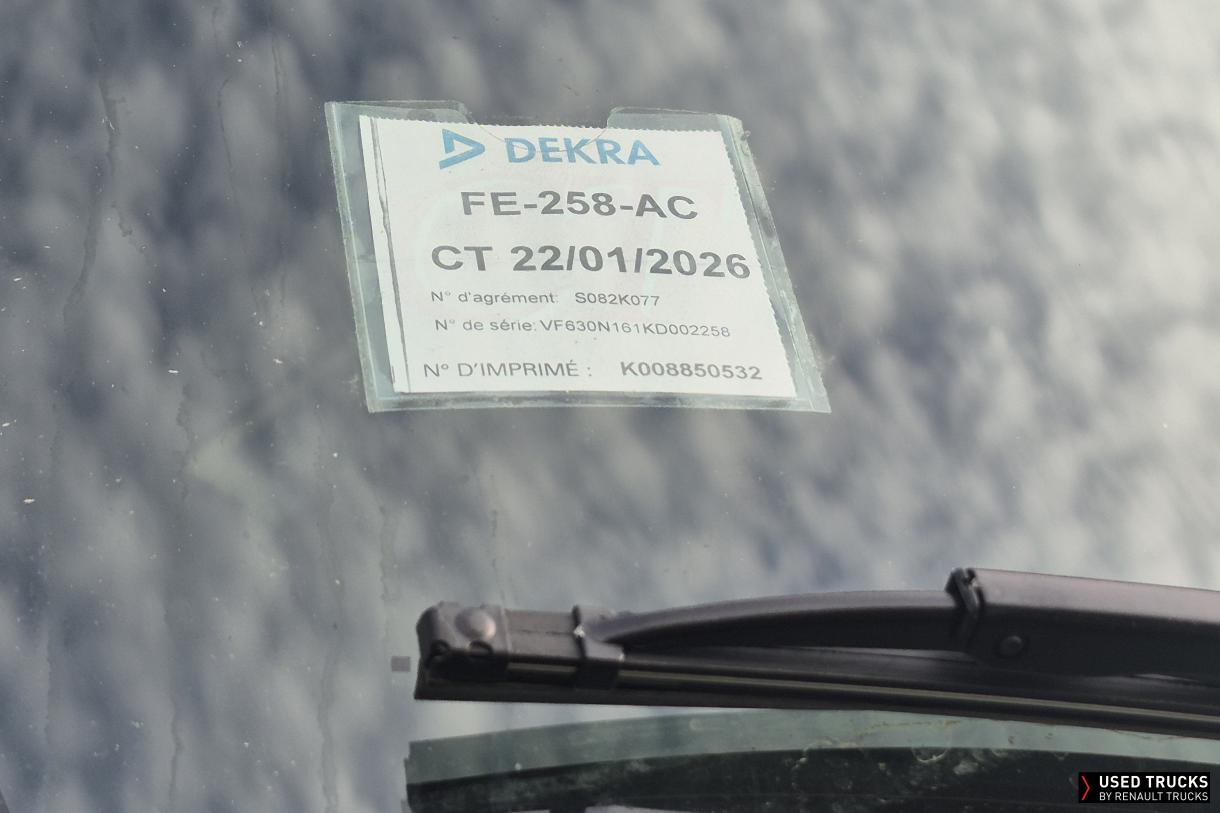 DEKRA
FE-258-AC
CT 22/01/2026
N° d'agrément: S082K077
N° de série: VF630N161KD002258
N° D'IMPRIMÉ : K008850532
USED TRUCKS
BY RENAULT TRUCKS